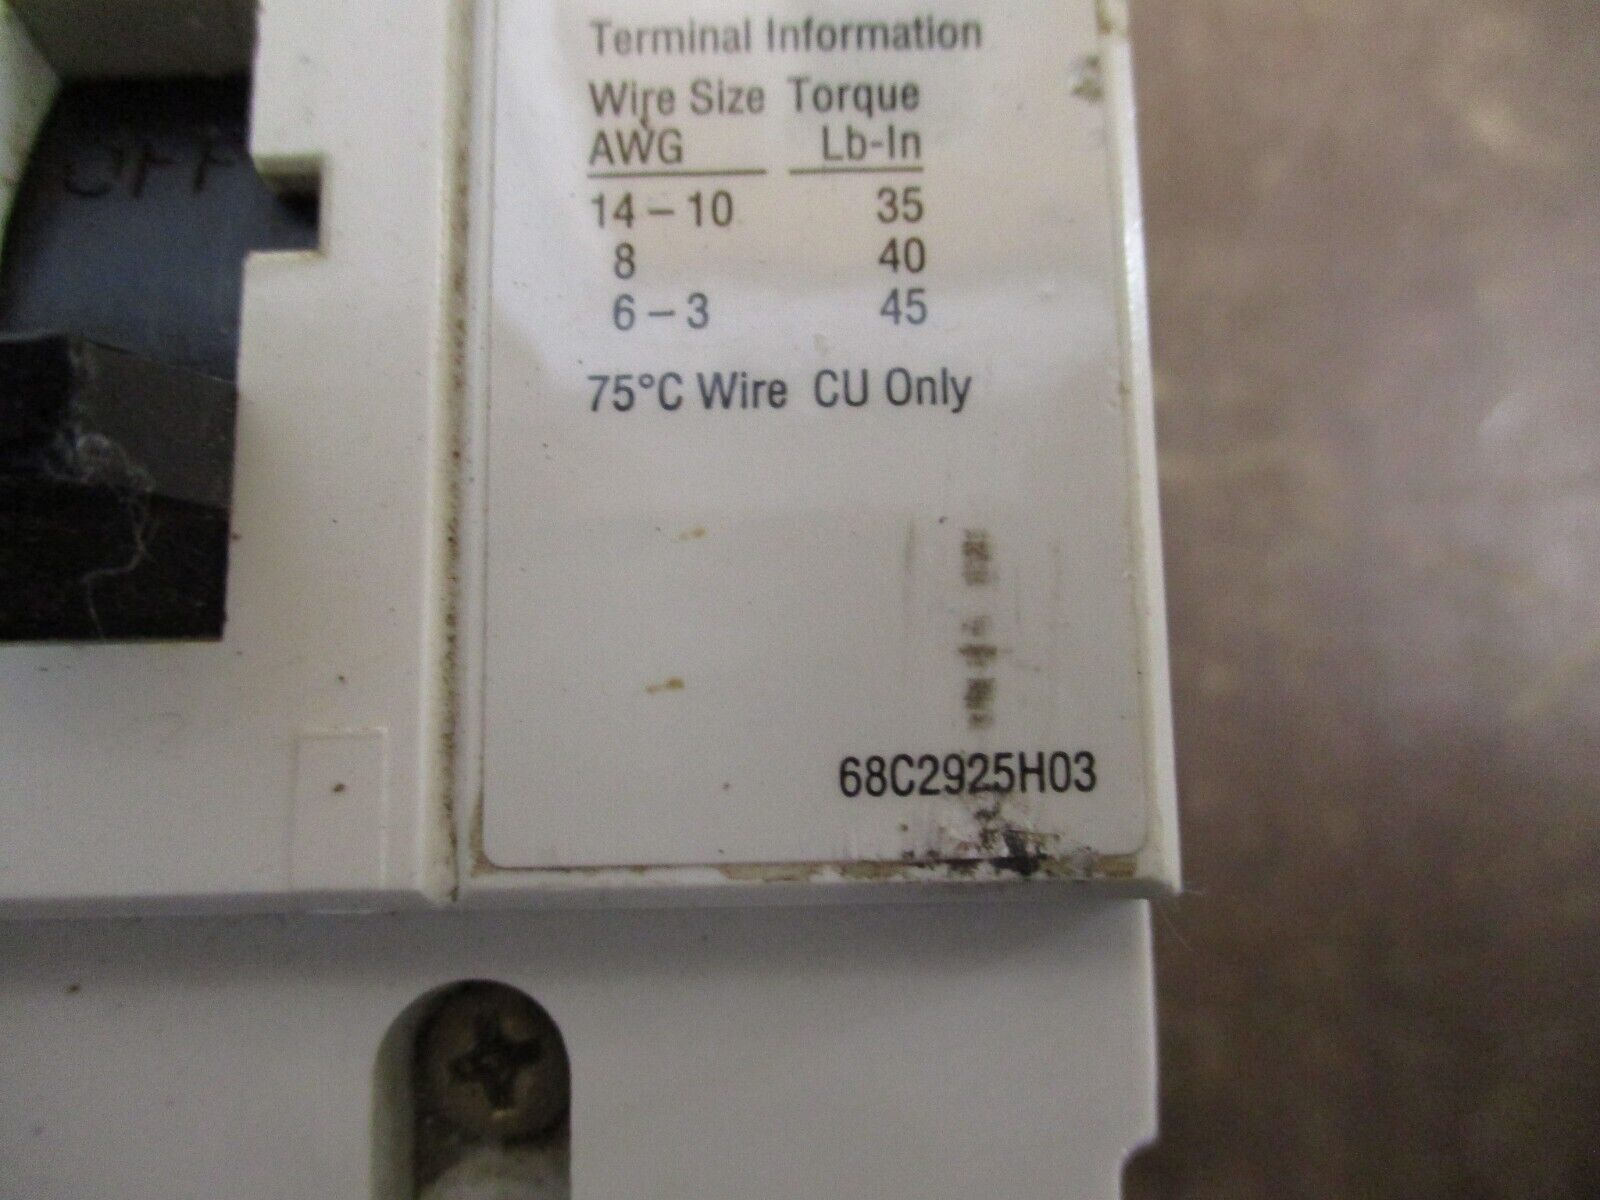 Terminal Information
Wire Size Torque
AWG Lb-In
14 – 10 35
8 40
6 – 3 45
75°C Wire CU Only
OFF
68C2925H03